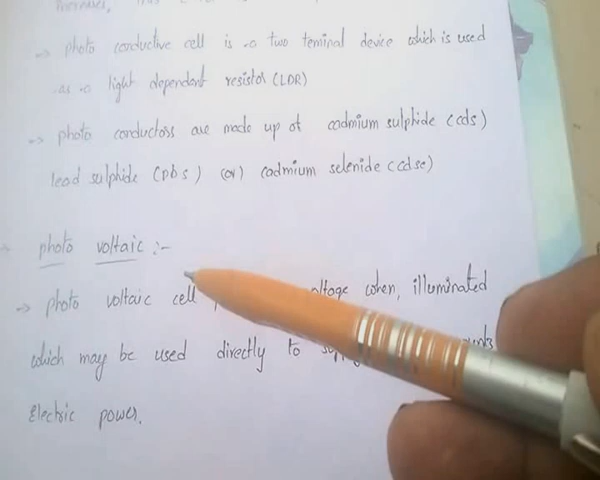 -> photo conductive cell is a two teminal device which is used
as a light dependent resistor (LDR)
-> photo conductors are made up of cadmium sulphide (cds)
lead sulphide (pbs) (or) cadmium selenide (cdse)
photo voltaic :-
-> photo voltaic cell when, illuminated
which may be used directly to
Electric power.